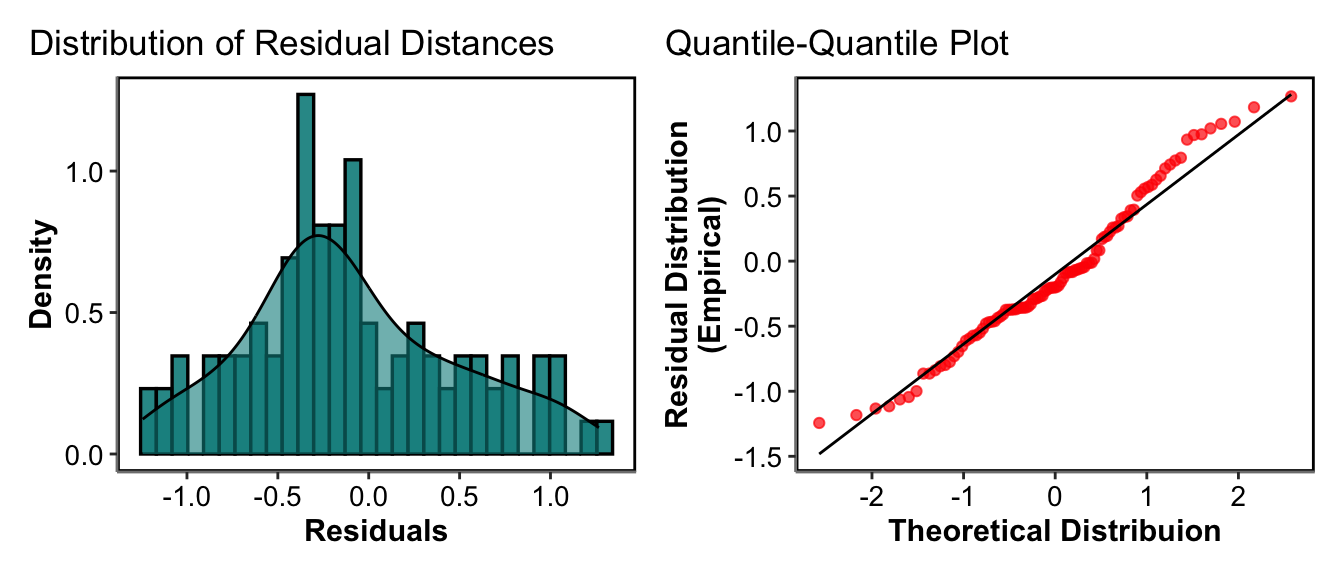 Distribution of Residual Distances
Density
1.0
0.5
0.0
-1.0 -0.5 0.0 0.5 1.0
Residuals
Quantile-Quantile Plot
Residual Distribution
(Empirical)
1.0
0.5
0.0
-0.5
-1.0
-1.5
-2 -1 0 1 2
Theoretical Distribuion